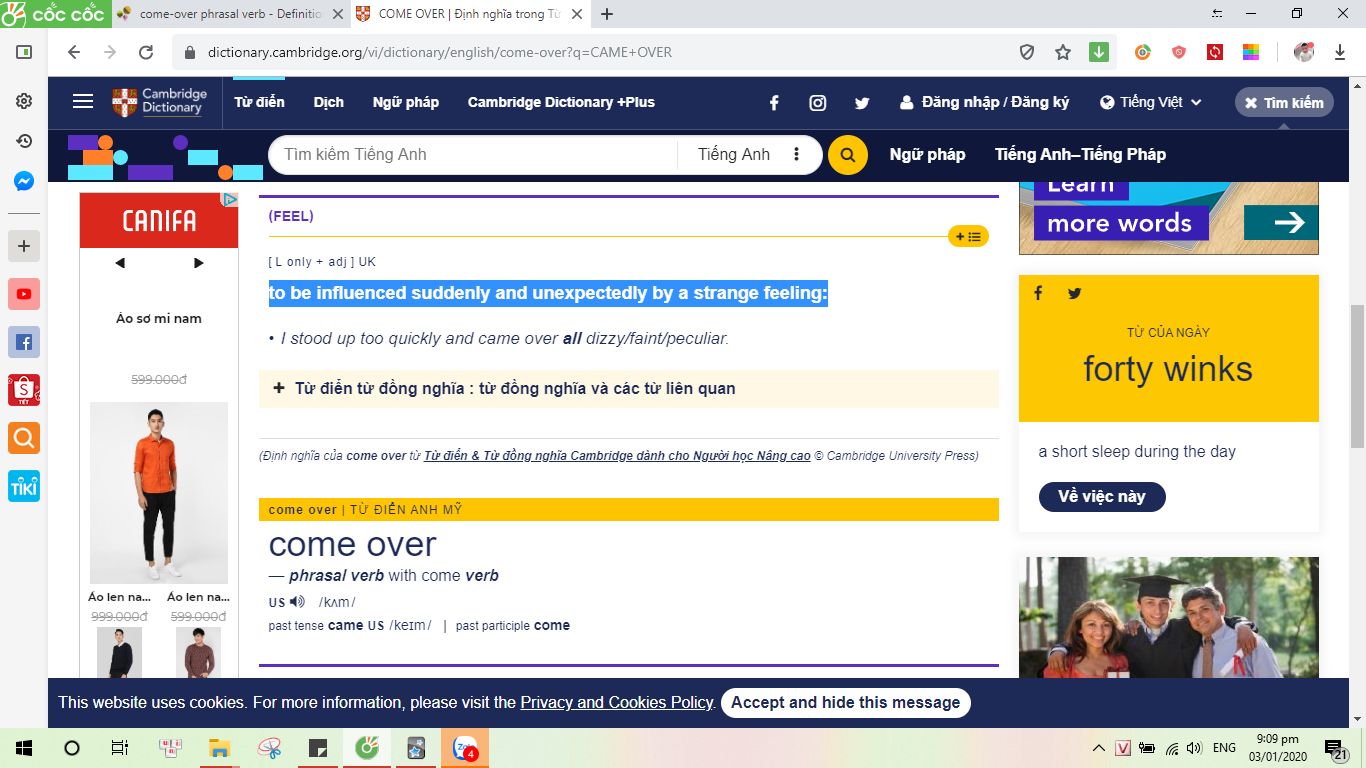 cốc cốc
come-over phrasal verb - Definitio
COME OVER | Định nghĩa trong Từ
dictionary.cambridge.org/vi/dictionary/english/come-over?q=CAME+OVER
Cambridge Dictionary
Từ điển
Dịch
Ngữ pháp
Cambridge Dictionary +Plus
Đăng nhập / Đăng ký
Tiếng Việt
Tìm kiếm
Tìm kiếm Tiếng Anh
Tiếng Anh
Ngữ pháp
Tiếng Anh–Tiếng Pháp
CANIFA
Áo sơ mi nam
599.000đ
Áo len na...
Áo len na...
999.000đ
599.000đ
(FEEL)
[ L only + adj ] UK
to be influenced suddenly and unexpectedly by a strange feeling:
• I stood up too quickly and came over all dizzy/faint/peculiar.
+ Từ điển từ đồng nghĩa : từ đồng nghĩa và các từ liên quan
(Định nghĩa của come over từ Từ điển & Từ đồng nghĩa Cambridge dành cho Người học Nâng cao © Cambridge University Press)
come over | TỪ ĐIỂN ANH MỸ
come over
— phrasal verb with come verb
US /kʌm/
past tense came US /keɪm/ | past participle come
Learn
more words
TỪ CỦA NGÀY
forty winks
a short sleep during the day
Về việc này
This website uses cookies. For more information, please visit the Privacy and Cookies Policy. Accept and hide this message
TẾT
TIKI
Zalo
4
V
ENG
9:09 pm
03/01/2020
21